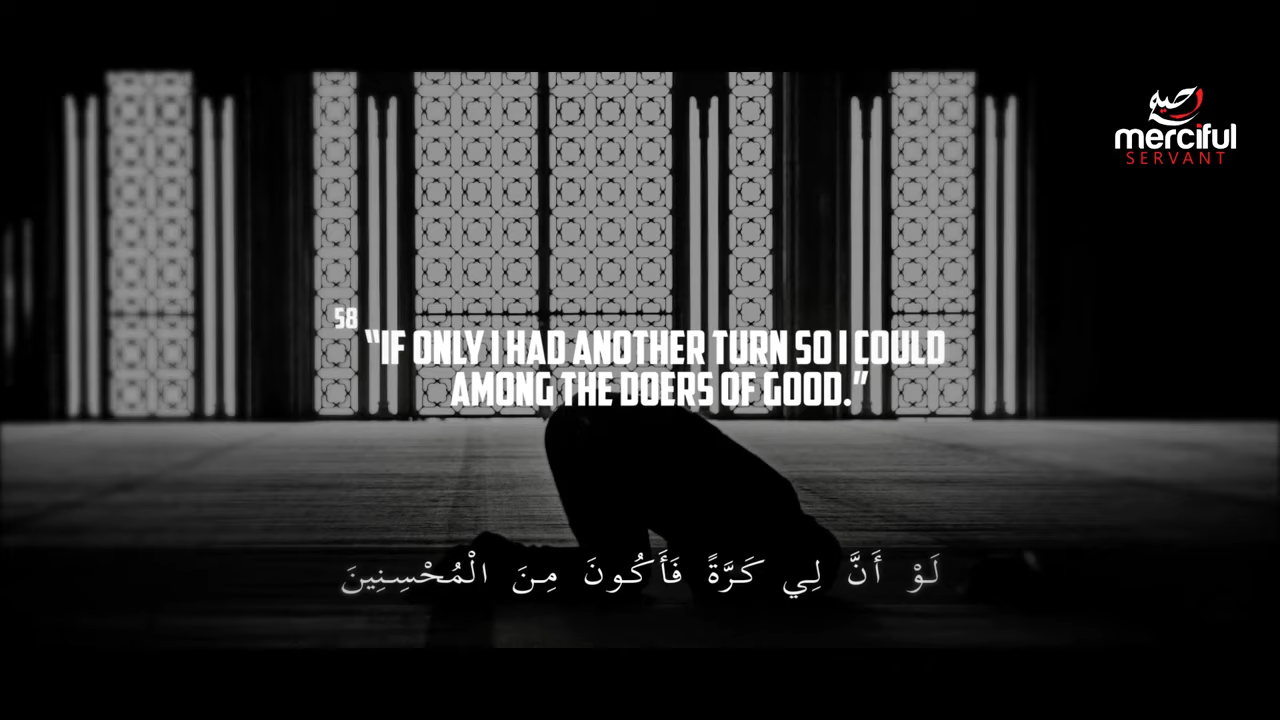 merciful
SERVANT
58
“IF ONLY I HAD ANOTHER TURN SO I COULD
AMONG THE DOERS OF GOOD.”
لَوْ أَنَّ لِي كَرَّةً فَأَكُونَ مِنَ الْمُحْسِنِينَ